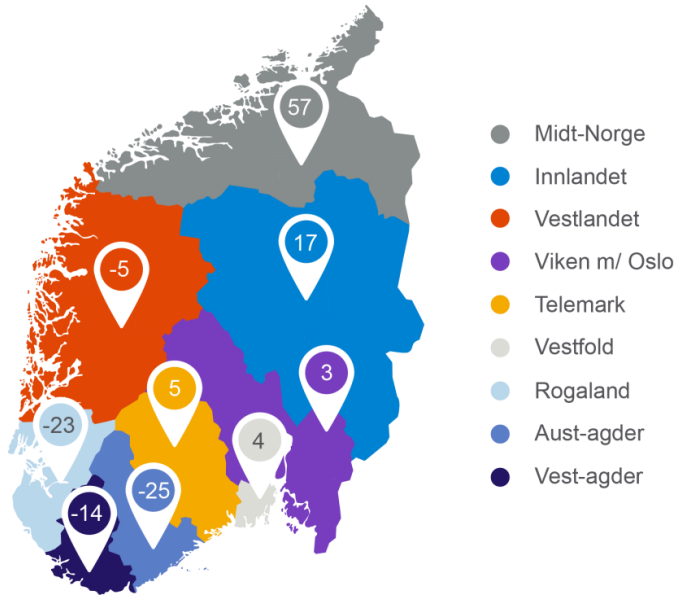 57
17
-5
3
5
-23
4
-25
-14
Midt-Norge
Innlandet
Vestlandet
Viken m/ Oslo
Telemark
Vestfold
Rogaland
Aust-agder
Vest-agder